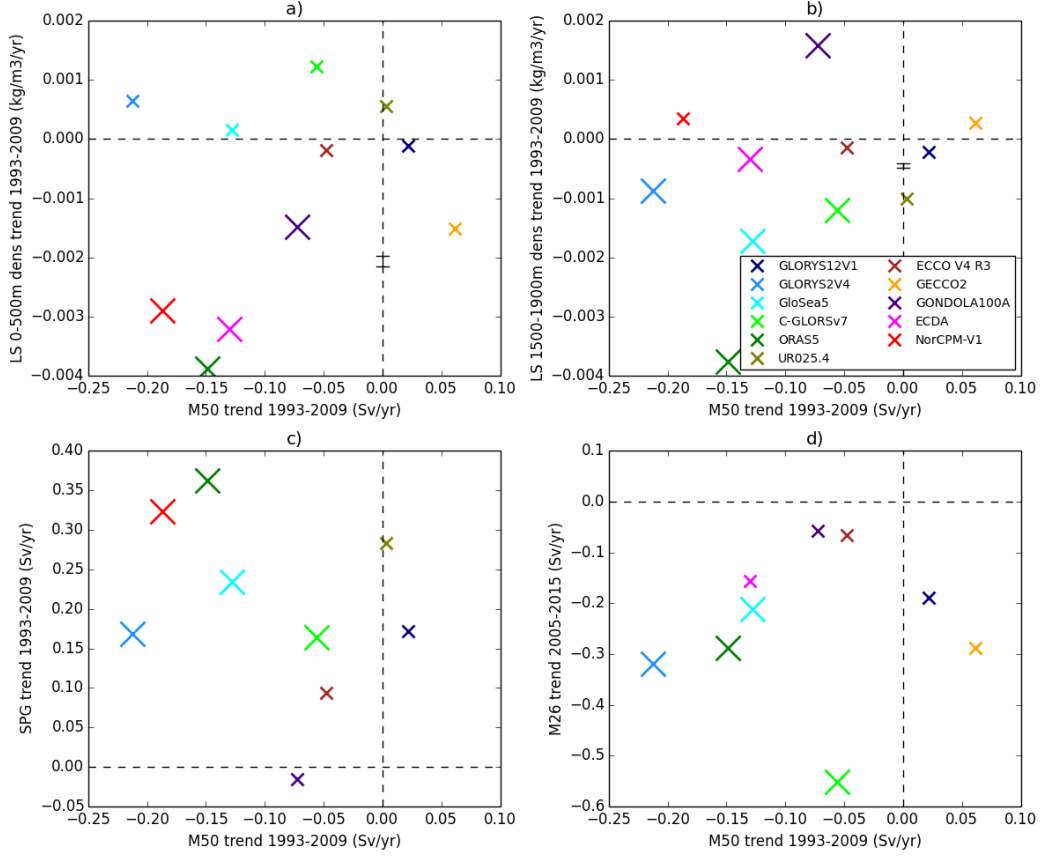 a)
0.002
0.001
0.000
−0.001
−0.002
−0.003
−0.004
LS 0-500m dens trend 1993-2009 (kg/m3/yr)
−0.25 −0.20 −0.15 −0.10 −0.05 0.00 0.05 0.10
M50 trend 1993-2009 (Sv/yr)
b)
0.002
0.001
0.000
−0.001
−0.002
−0.003
−0.004
LS 1500-1900m dens trend 1993-2009 (kg/m3/yr)
GLORYS12V1
GLORYS2V4
GloSea5
C-GLORSv7
ORAS5
UR025.4
ECCO V4 R3
GECCO2
GONDOLA100A
ECDA
NorCPM-V1
−0.25 −0.20 −0.15 −0.10 −0.05 0.00 0.05 0.10
M50 trend 1993-2009 (Sv/yr)
c)
0.40
0.35
0.30
0.25
0.20
0.15
0.10
0.05
0.00
−0.05
SPG trend 1993-2009 (Sv/yr)
−0.25 −0.20 −0.15 −0.10 −0.05 0.00 0.05 0.10
M50 trend 1993-2009 (Sv/yr)
d)
0.1
0.0
−0.1
−0.2
−0.3
−0.4
−0.5
−0.6
M26 trend 2005-2015 (Sv/yr)
−0.25 −0.20 −0.15 −0.10 −0.05 0.00 0.05 0.10
M50 trend 1993-2009 (Sv/yr)